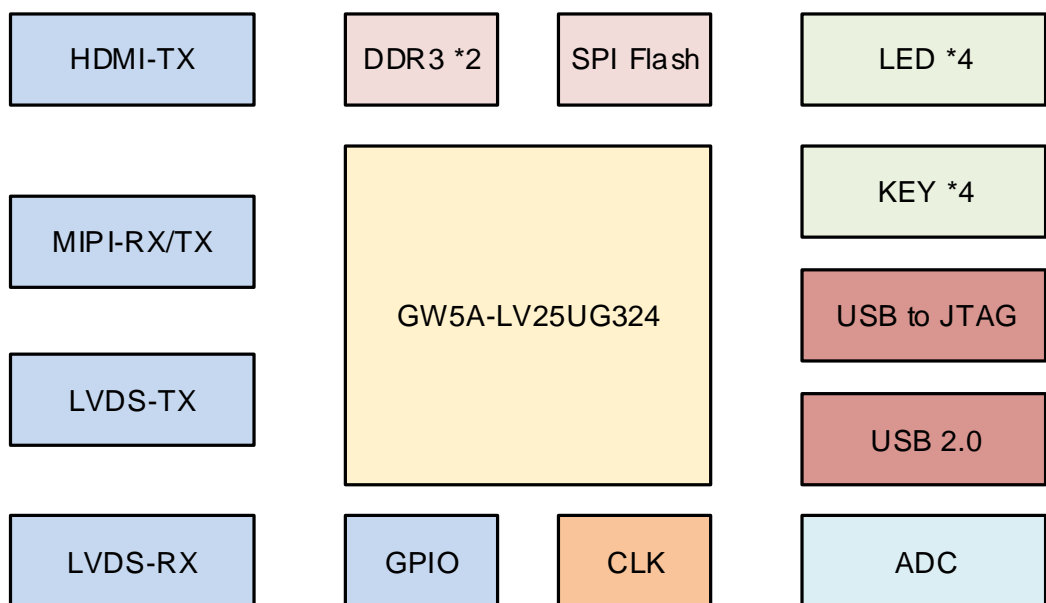 HDMI-TX
DDR3 *2
SPI Flash
LED *4
KEY *4
MIPI-RX/TX
GW5A-LV25UG324
USB to JTAG
LVDS-TX
USB 2.0
LVDS-RX
GPIO
CLK
ADC